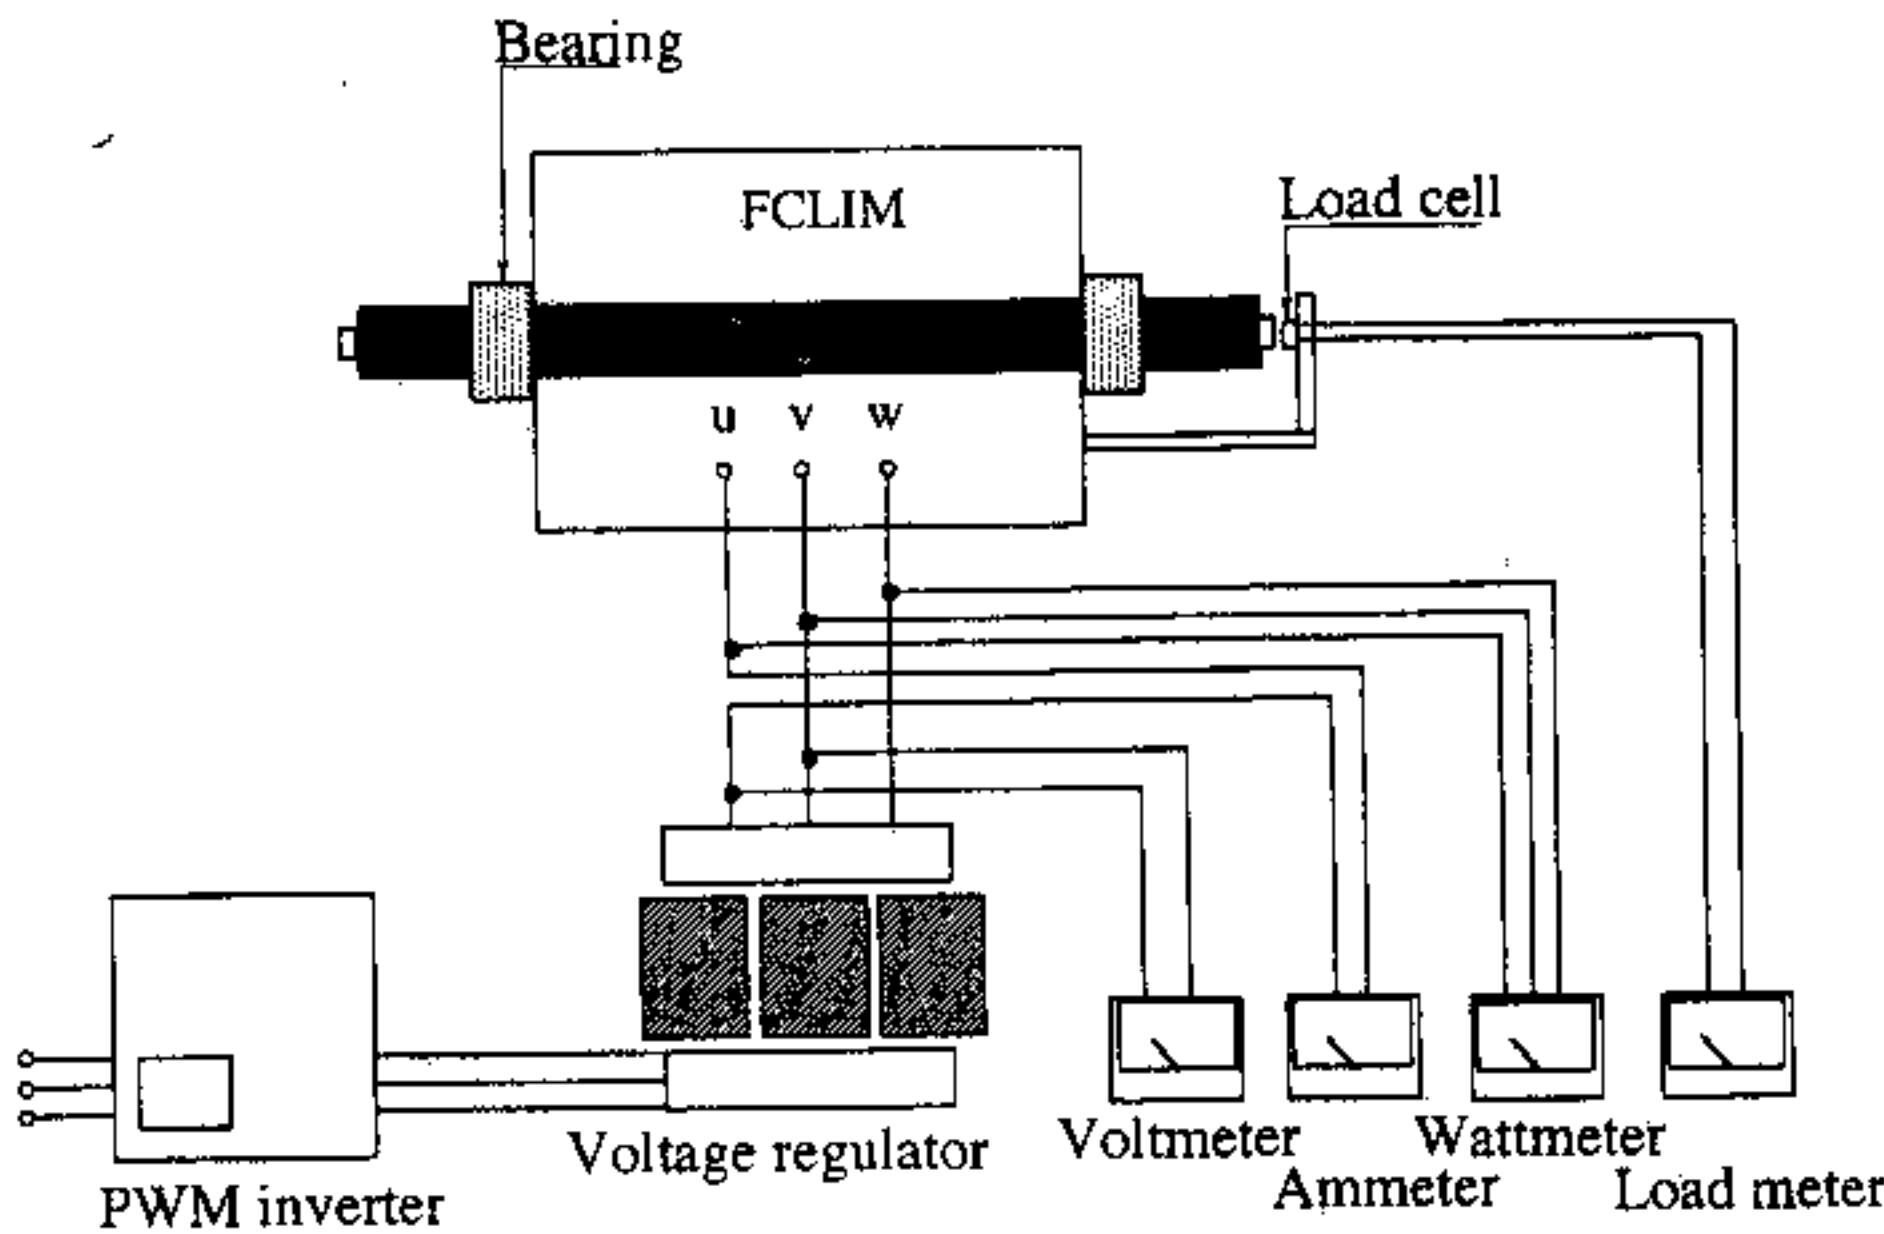 Bearing
FCLIM
Load cell
u v w
Voltage regulator
Voltmeter
Wattmeter
Ammeter
Load meter
PWM inverter